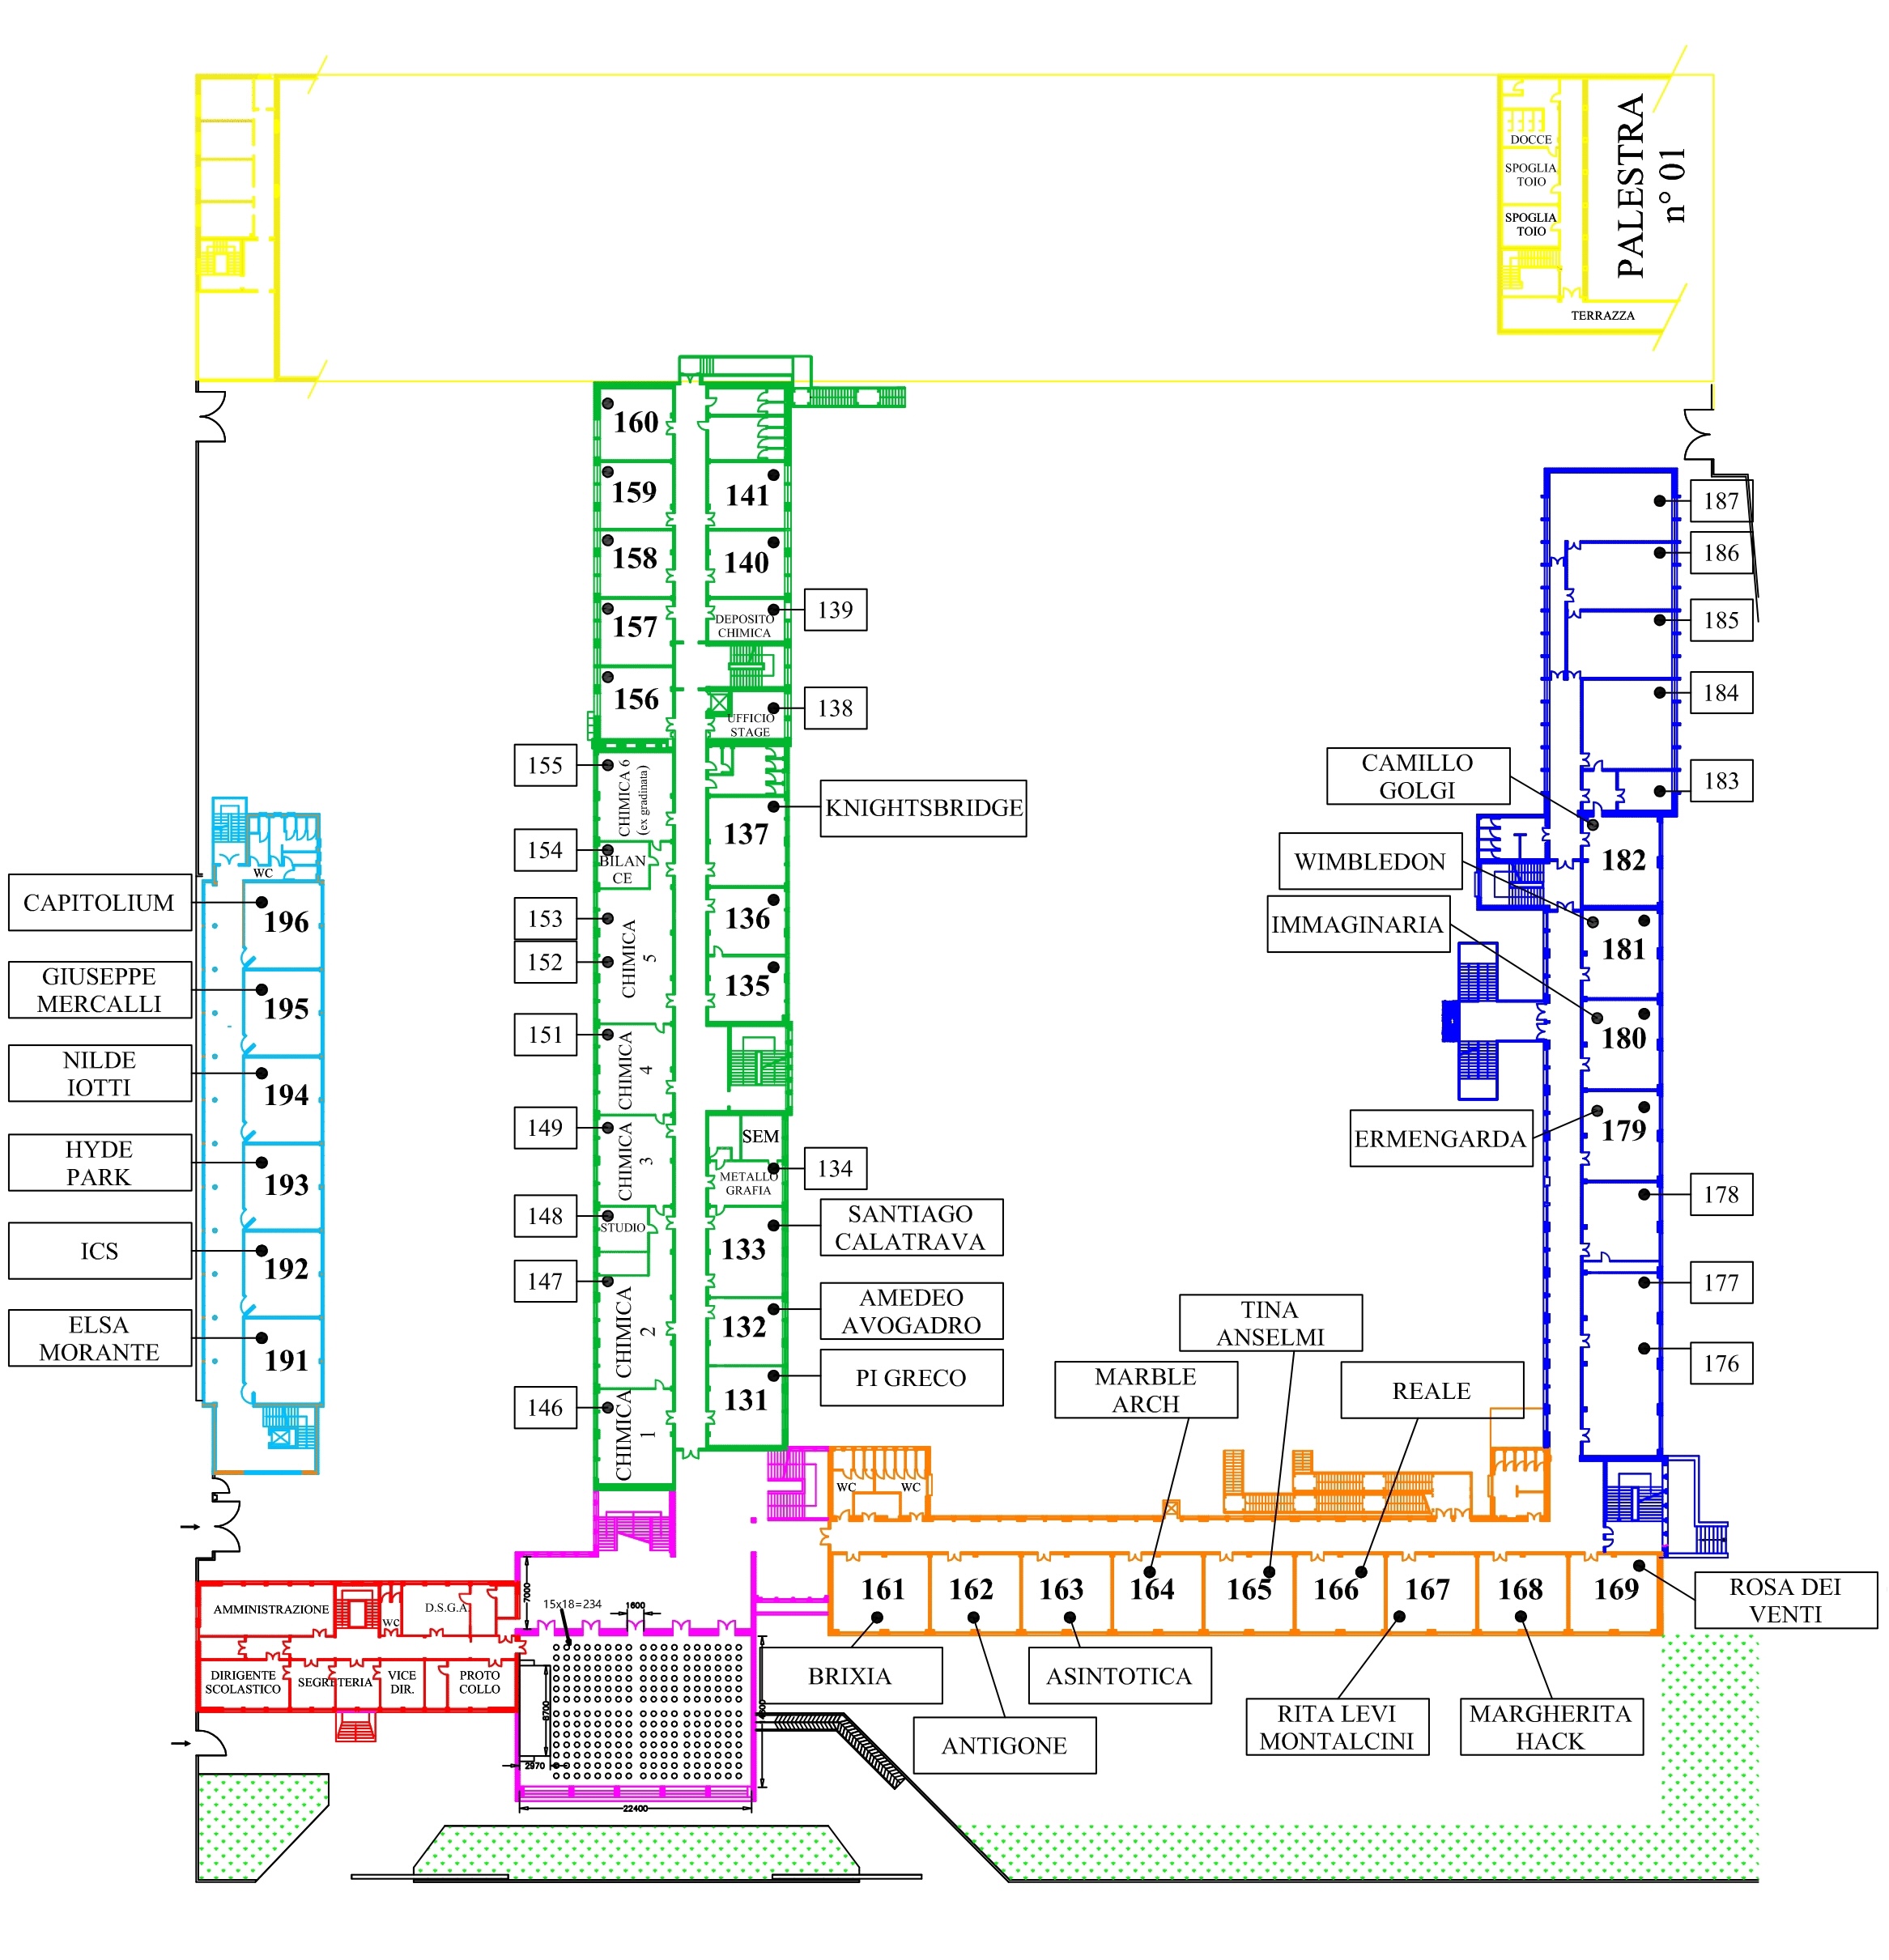 DOCCE
SPOGLIA
TOIO
SPOGLIA
TOIO
PALESTRA
n° 01
TERRAZZA
160
159
141
158
140
157
DEPOSITO
CHIMICA
139
156
UFFICIO
STAGE
138
155
CHIMICA 6
(ex gradinata)
154
BILAN
CE
137
KNIGHTSBRIDGE
153
152
CHIMICA
5
136
135
151
CHIMICA
4
149
CHIMICA
3
SEM
METALLO
GRAFIA
134
148
STUDIO
133
SANTIAGO
CALATRAVA
147
CHIMICA
2
132
AMEDEO
AVOGADRO
146
CHIMICA
1
131
PI GRECO
187
186
185
184
183
CAMILLO
GOLGI
182
WIMBLEDON
181
IMMAGINARIA
180
ERMENGARDA
179
178
177
176
WC
CAPITOLIUM
196
GIUSEPPE
MERCALLI
195
NILDE
IOTTI
194
HYDE
PARK
193
ICS
192
ELSA
MORANTE
191
TINA
ANSELMI
MARBLE
ARCH
REALE
WC
WC
161
162
163
164
165
166
167
168
169
BRIXIA
ANTIGONE
ASINTOTICA
RITA LEVI
MONTALCINI
MARGHERITA
HACK
ROSA DEI
VENTI
AMMINISTRAZIONE
WC
D.S.G.A.
DIRIGENTE
SCOLASTICO
SEGRETERIA
VICE
DIR.
PROTO
COLLO
7000
15x18=234
1600
8700
2970
22400